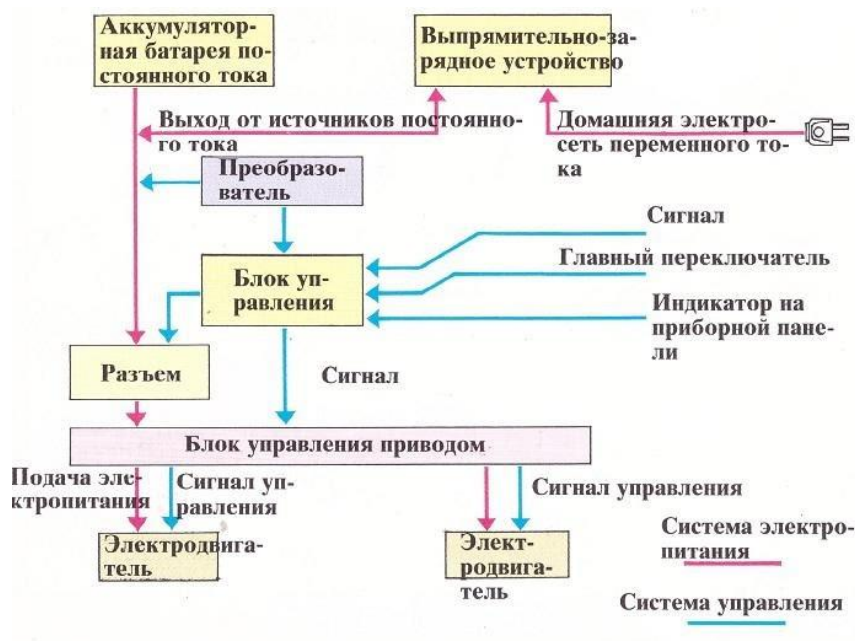 Аккумулятор-
ная батарея по-
стоянного тока
Выпрямительно-за-
рядное устройство
Выход от источников постоянно-
го тока
Домашняя электро-
сеть переменного то-
ка
Преобразо-
ватель
Сигнал
Главный переключатель
Блок уп-
равления
Индикатор на
приборной пане-
ли
Разъем
Сигнал
Блок управления приводом
Подача эле-
ктропитания
Сигнал уп-
равления
Сигнал управления
Электродвига-
тель
Элект-
родвига-
тель
Система электро-
питания
Система управления